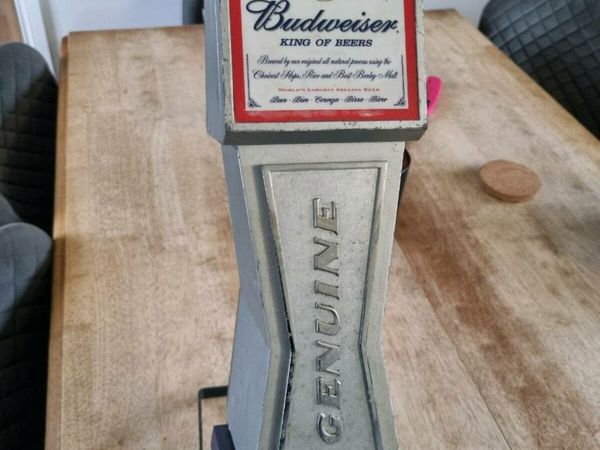 Budweiser
KING OF BEERS
Brewed by our original all natural process using the
Choicest Hops, Rice and Best Barley Malt
WORLD'S LARGEST SELLING BEER
Beer · Bier · Cerveza · Birra · Bière
GENUINE